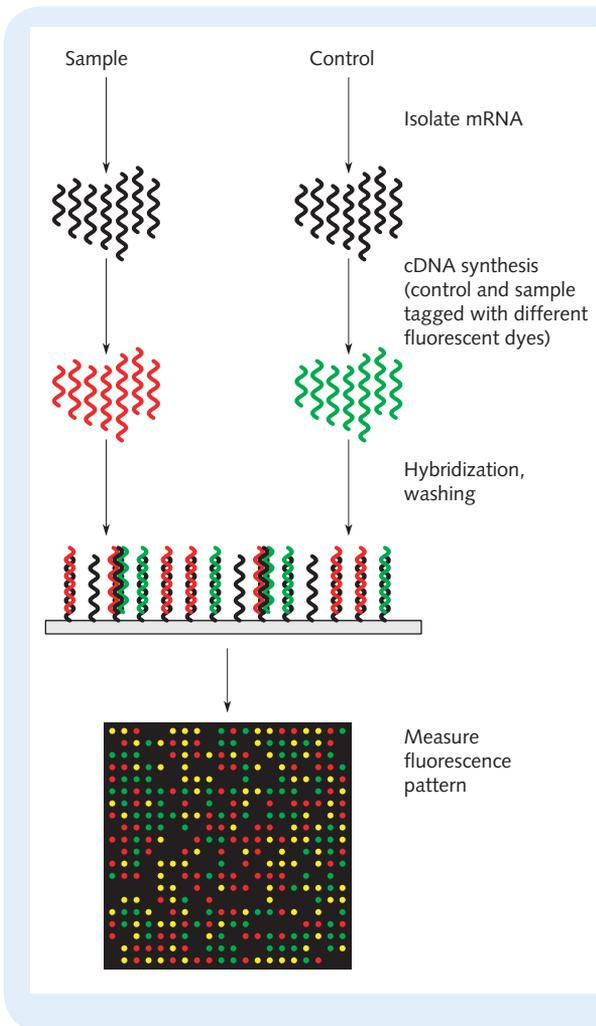 Sample
Control
Isolate mRNA
cDNA synthesis
(control and sample
tagged with different
fluorescent dyes)
Hybridization,
washing
Measure
fluorescence
pattern